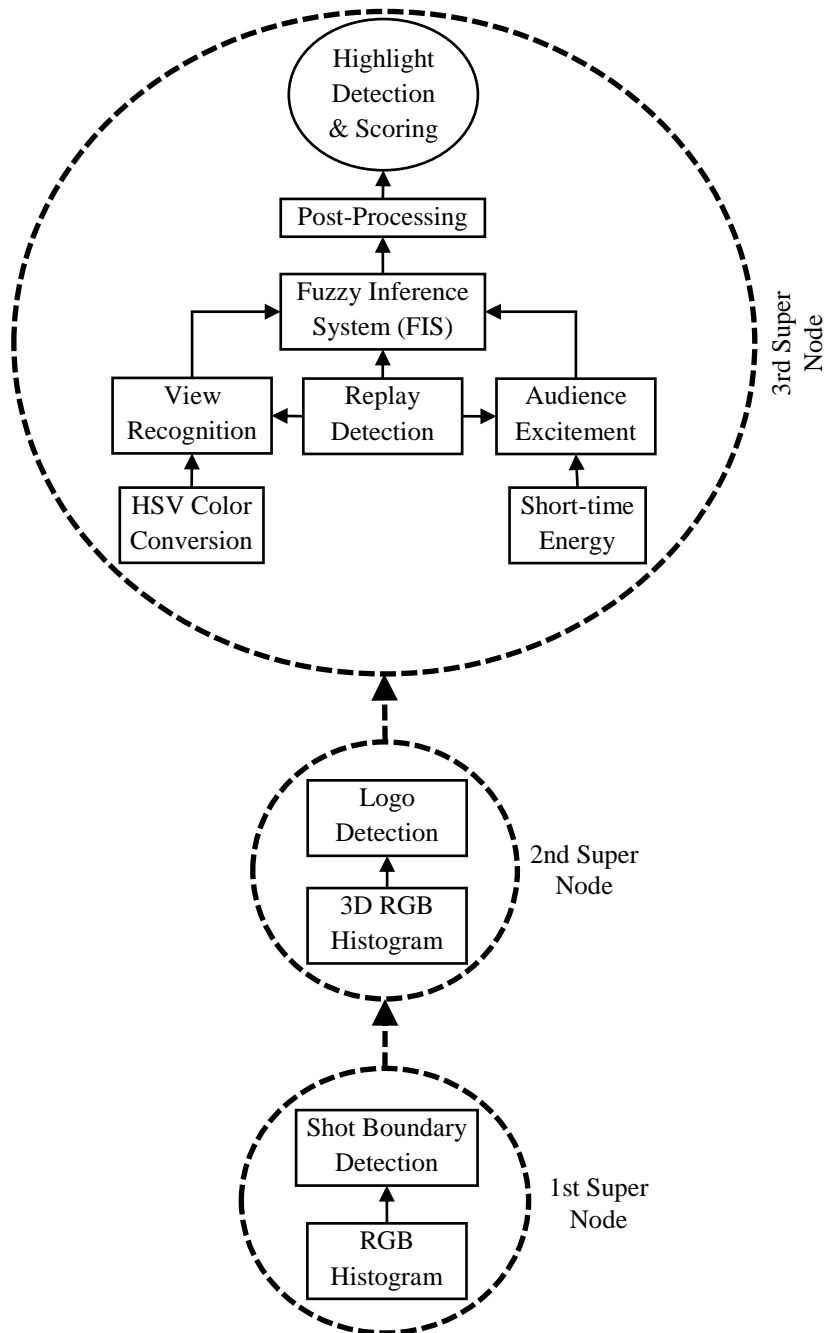 Highlight
Detection
& Scoring
Post-Processing
Fuzzy Inference
System (FIS)
View
Recognition
Replay
Detection
Audience
Excitement
HSV Color
Conversion
Short-time
Energy
3rd Super
Node
Logo
Detection
3D RGB
Histogram
2nd Super
Node
Shot Boundary
Detection
RGB
Histogram
1st Super
Node